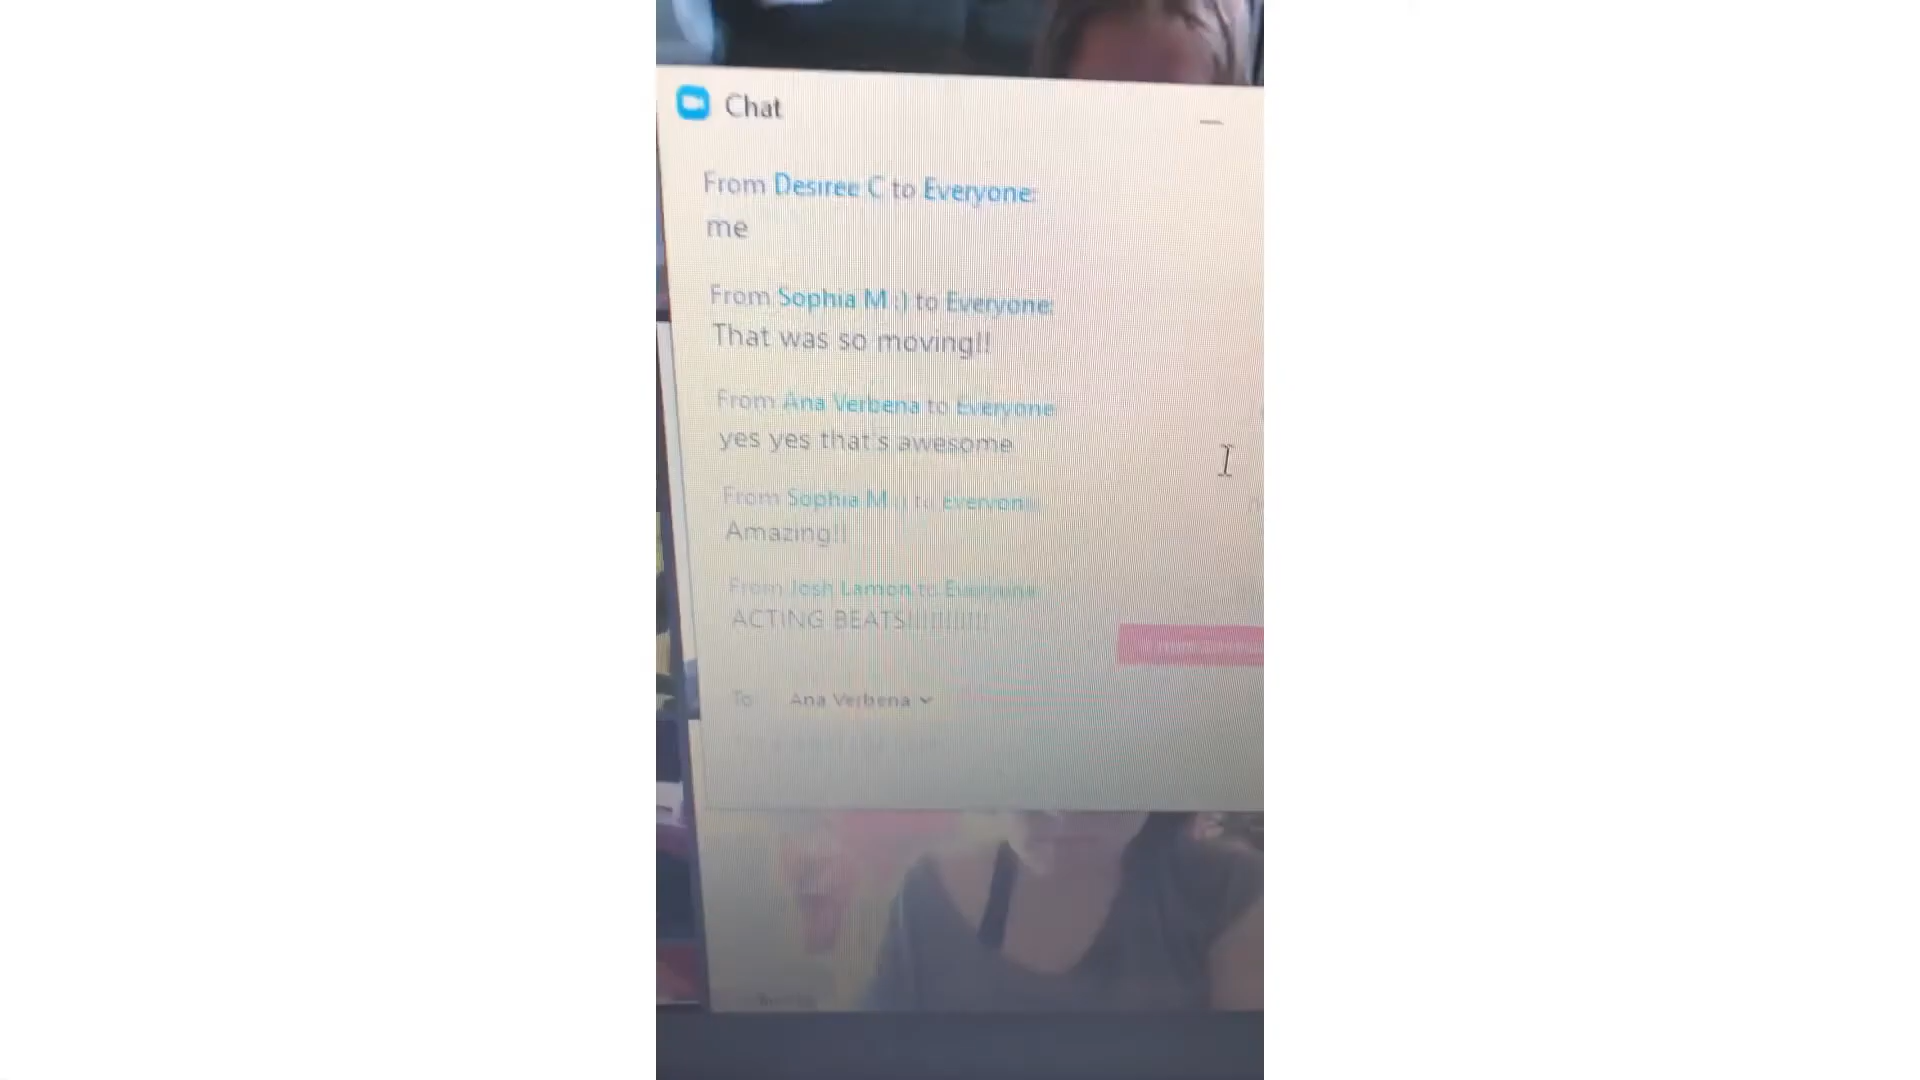 Chat
From Desiree C to Everyone:
me
From Sophia M :) to Everyone:
That was so moving!!
From Ana Verbena to Everyone
yes yes that's awesome
From Sophia M :) to Everyone
Amazing!!
From Josh Lamon to Everyone
ACTING BEATS!!!!!!!!!!!
To: Ana Verbena